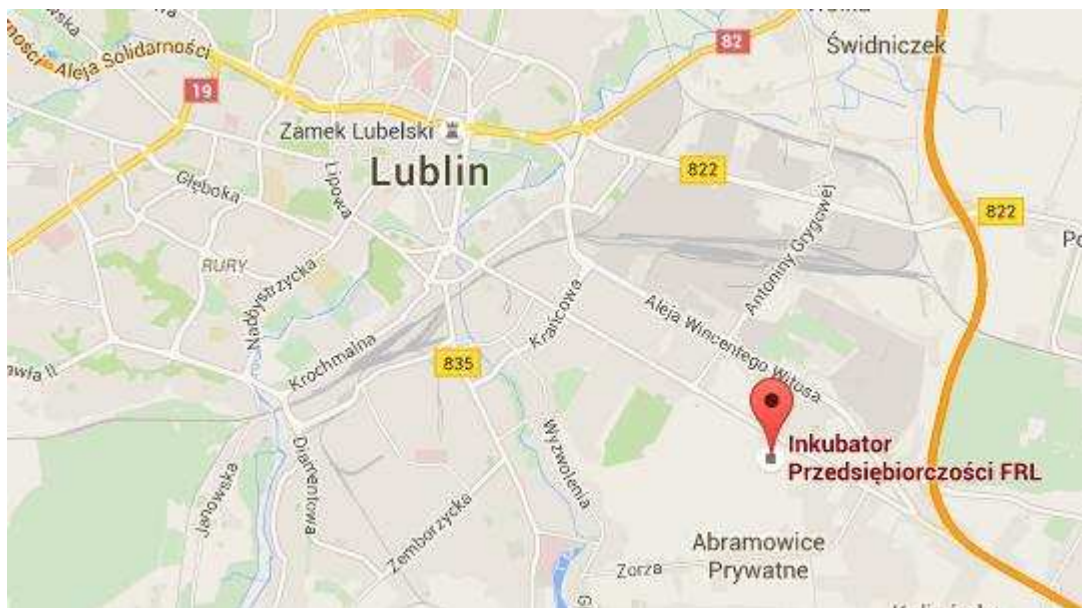 Aleja Solidarności
19
82
Świdniczek
Zamek Lubelski
Lublin
822
822
Głęboka
Lipowa
RURY
Nadbystrzycka
Krańcowa
Aleja Wincentego Witosa
Antoniny Grygowej
Krochmalna
835
Inkubator
Przedsiębiorczości FRL
Wyzwolenia
Diamentowa
Janowska
Zemborzycka
Abramowice
Prywatne
Zorza